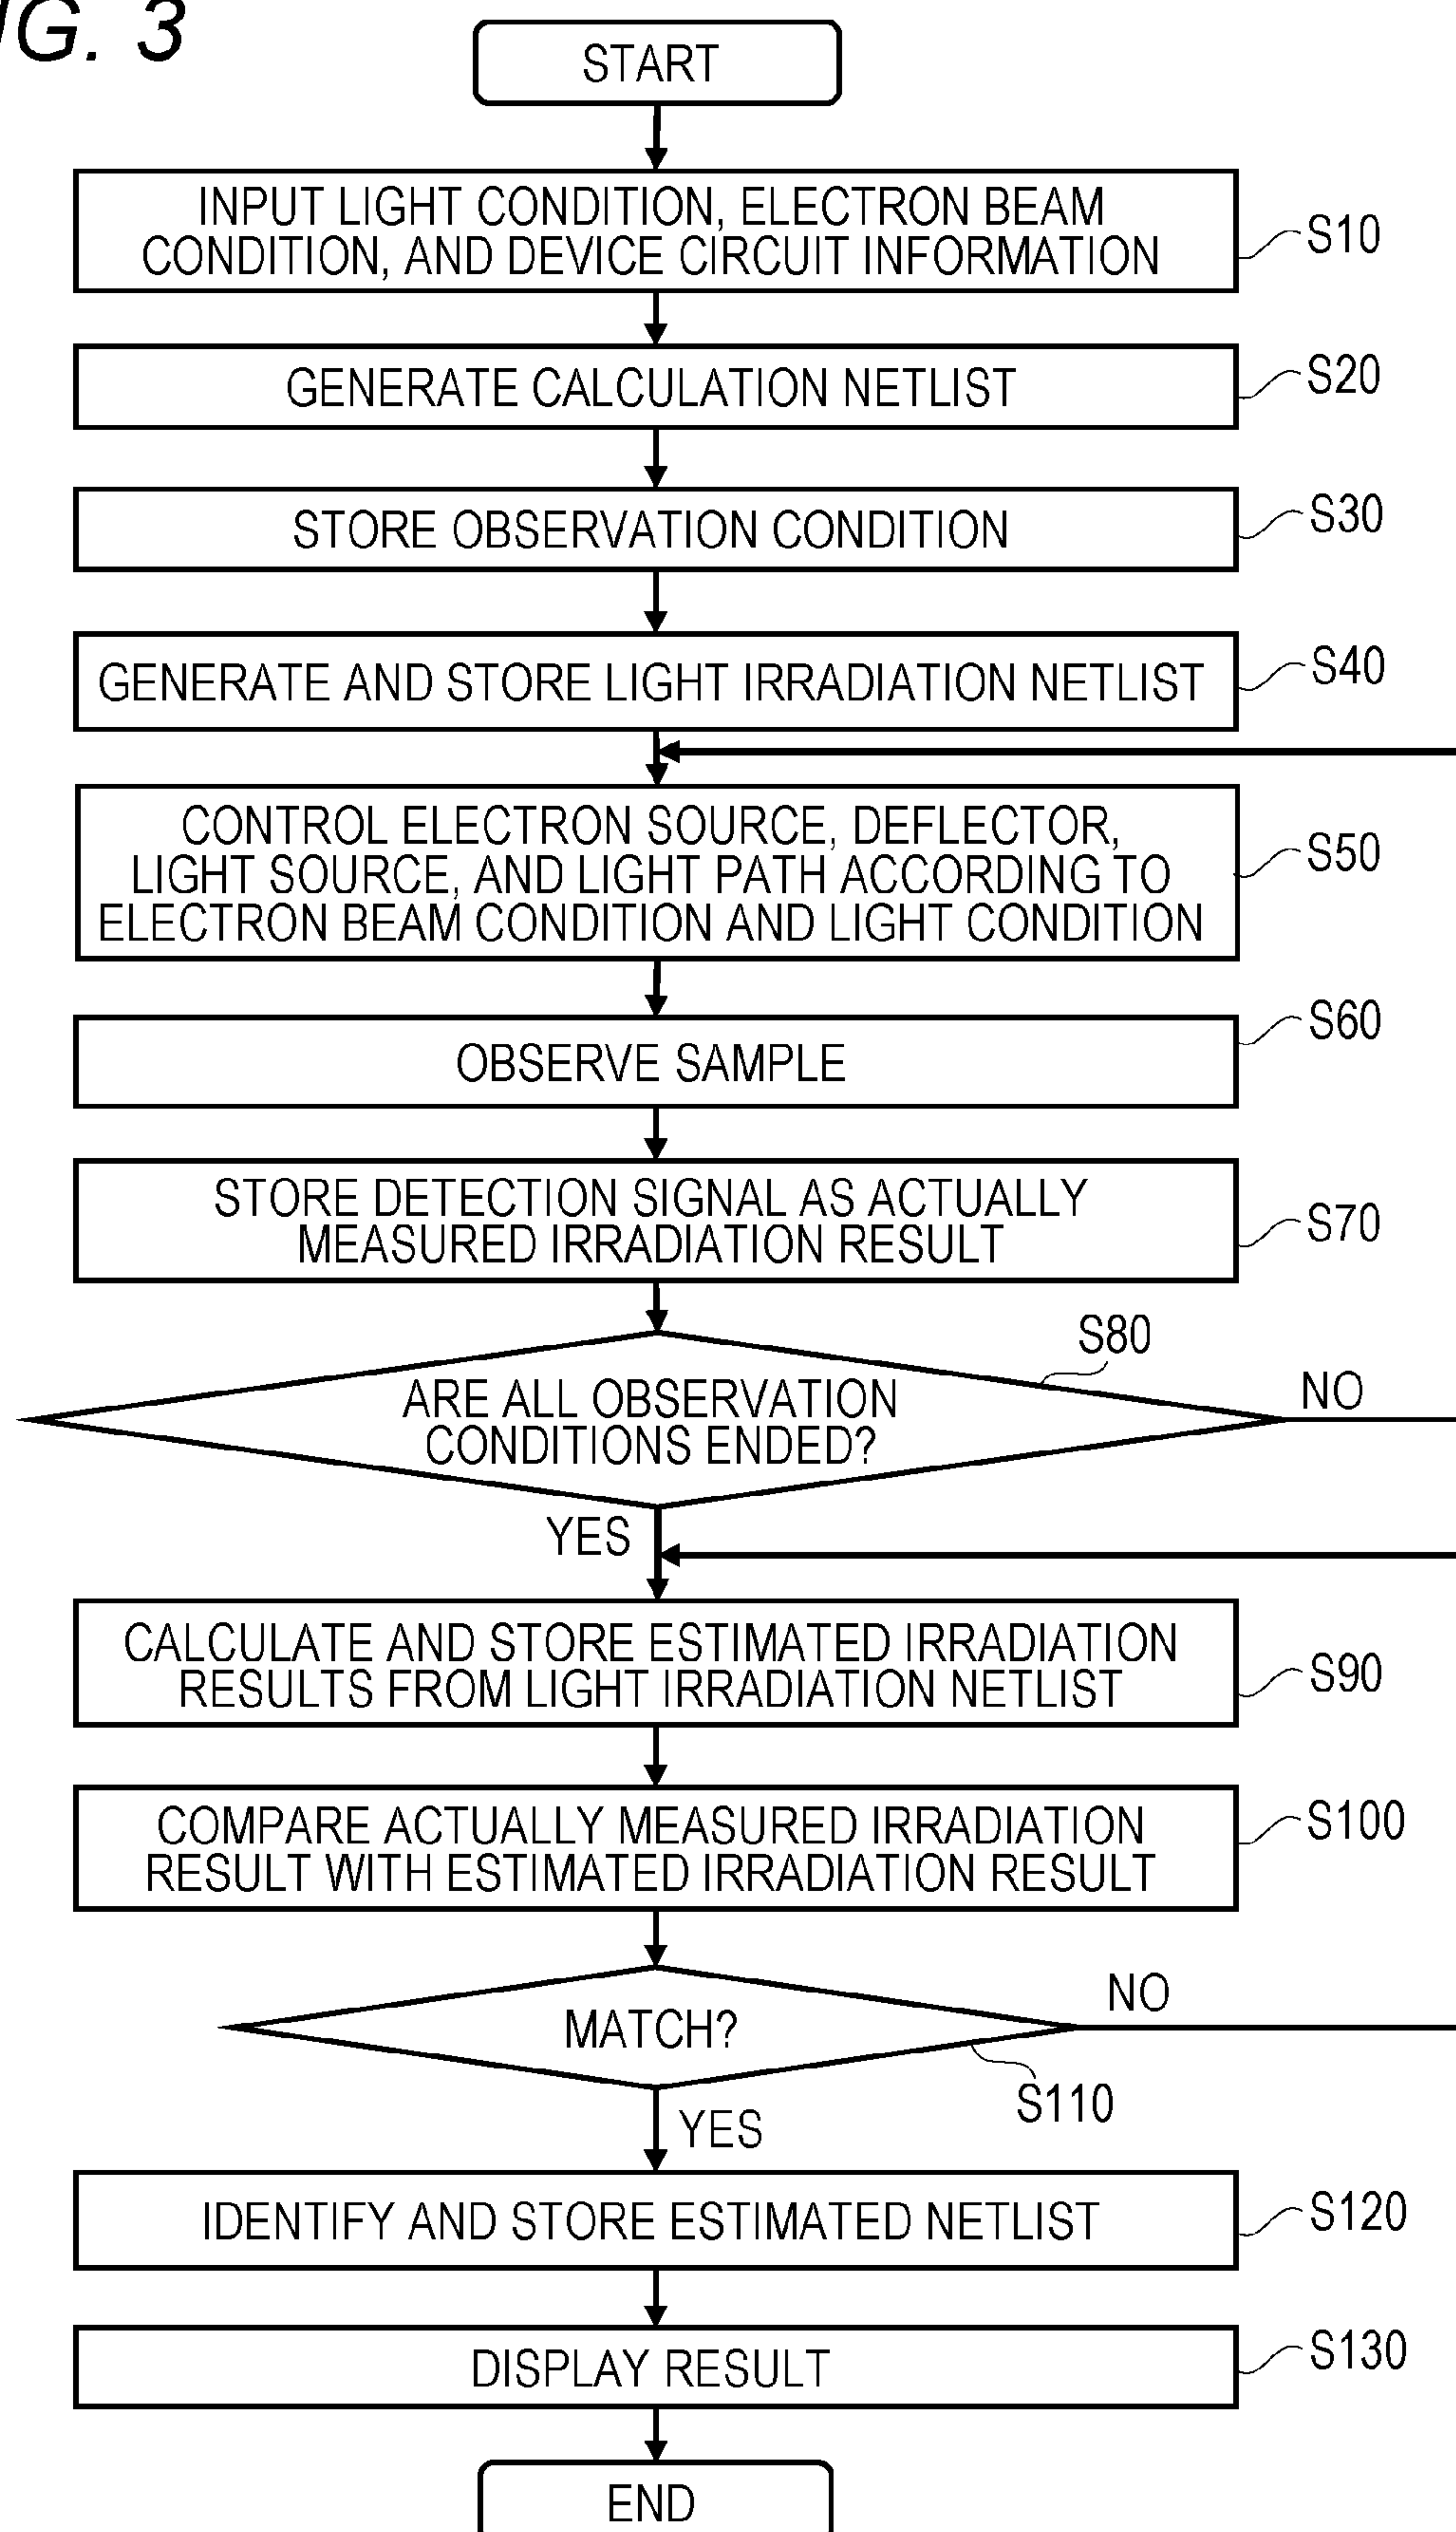 G. 3
START
INPUT LIGHT CONDITION, ELECTRON BEAM
CONDITION, AND DEVICE CIRCUIT INFORMATION
S10
GENERATE CALCULATION NETLIST
S20
STORE OBSERVATION CONDITION
S30
GENERATE AND STORE LIGHT IRRADIATION NETLIST
S40
CONTROL ELECTRON SOURCE, DEFLECTOR,
LIGHT SOURCE, AND LIGHT PATH ACCORDING TO
ELECTRON BEAM CONDITION AND LIGHT CONDITION
S50
OBSERVE SAMPLE
S60
STORE DETECTION SIGNAL AS ACTUALLY
MEASURED IRRADIATION RESULT
S70
S80
ARE ALL OBSERVATION
CONDITIONS ENDED?
NO
YES
CALCULATE AND STORE ESTIMATED IRRADIATION
RESULTS FROM LIGHT IRRADIATION NETLIST
S90
COMPARE ACTUALLY MEASURED IRRADIATION
RESULT WITH ESTIMATED IRRADIATION RESULT
S100
MATCH?
NO
S110
YES
IDENTIFY AND STORE ESTIMATED NETLIST
S120
DISPLAY RESULT
S130
END